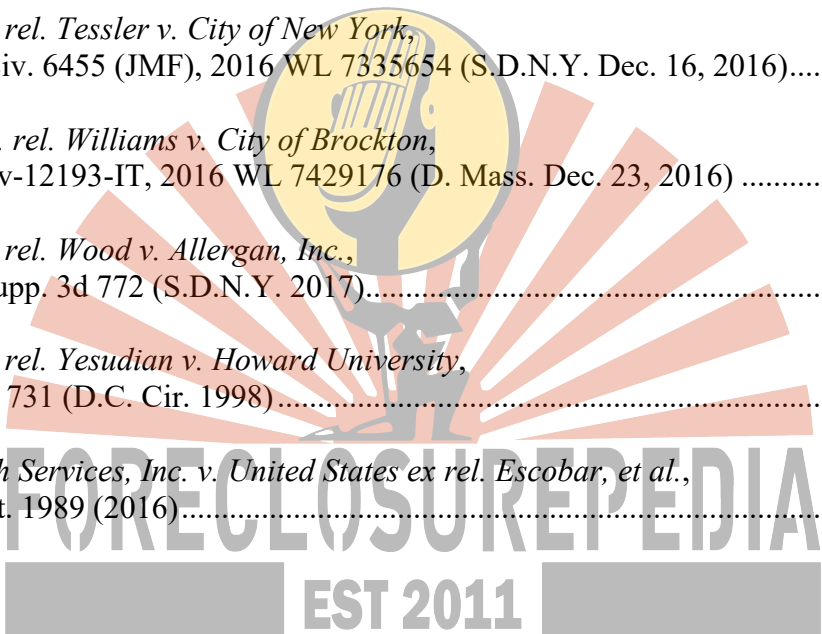 rel. Tessler v. City of New York,
iv. 6455 (JMF), 2016 WL 7335654 (S.D.N.Y. Dec. 16, 2016)....
. rel. Williams v. City of Brockton,
v-12193-IT, 2016 WL 7429176 (D. Mass. Dec. 23, 2016) ..........
rel. Wood v. Allergan, Inc.,
upp. 3d 772 (S.D.N.Y. 2017)..........................................................
rel. Yesudian v. Howard University,
731 (D.C. Cir. 1998)......................................................................
h Services, Inc. v. United States ex rel. Escobar, et al.,
t. 1989 (2016)..................................................................................
FORECLOSUREPEDIA
EST 2011